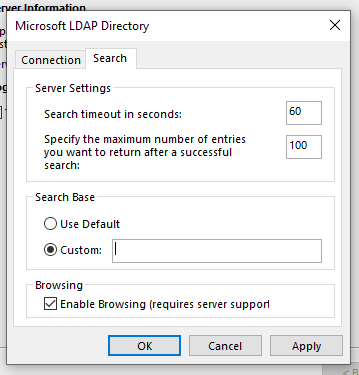 rver Information
Microsoft LDAP Directory
Connection
Search
Server Settings
Search timeout in seconds:
60
Specify the maximum number of entries
you want to return after a successful
search:
100
Search Base
Use Default
Custom:
Browsing
Enable Browsing (requires server support
OK
Cancel
Apply
< B